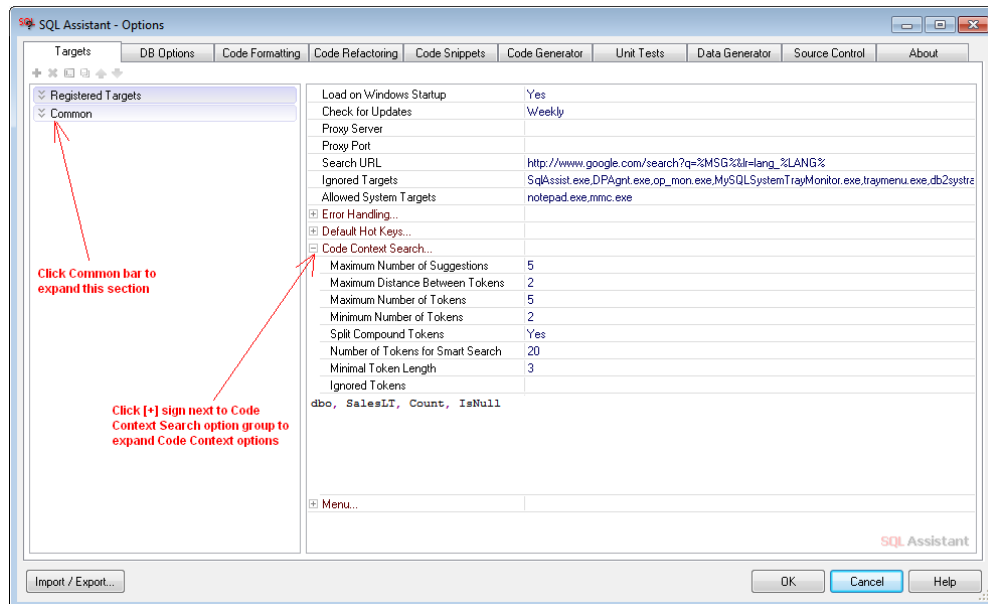 SQL Assistant - Options
Targets DB Options Code Formatting Code Refactoring Code Snippets Code Generator Unit Tests Data Generator Source Control About
Registered Targets
Common
Click Common bar to
expand this section
Click [+] sign next to Code
Context Search option group to
expand Code Context options
Load on Windows Startup Yes
Check for Updates Weekly
Proxy Server
Proxy Port
Search URL http://www.google.com/search?q=%MSG%&lr=lang_%LANG%
Ignored Targets SqlAssist.exe,DPAgnt.exe,op_mon.exe,MySQLSystemTrayMonitor.exe,traymenu.exe,db2systra
Allowed System Targets notepad.exe,mmc.exe
Error Handling...
Default Hot Keys...
Code Context Search...
Maximum Number of Suggestions 5
Maximum Distance Between Tokens 2
Maximum Number of Tokens 5
Minimum Number of Tokens 2
Split Compound Tokens Yes
Number of Tokens for Smart Search 20
Minimal Token Length 3
Ignored Tokens
dbo, SalesLT, Count, IsNull
Menu...
SQL Assistant
Import / Export... OK Cancel Help